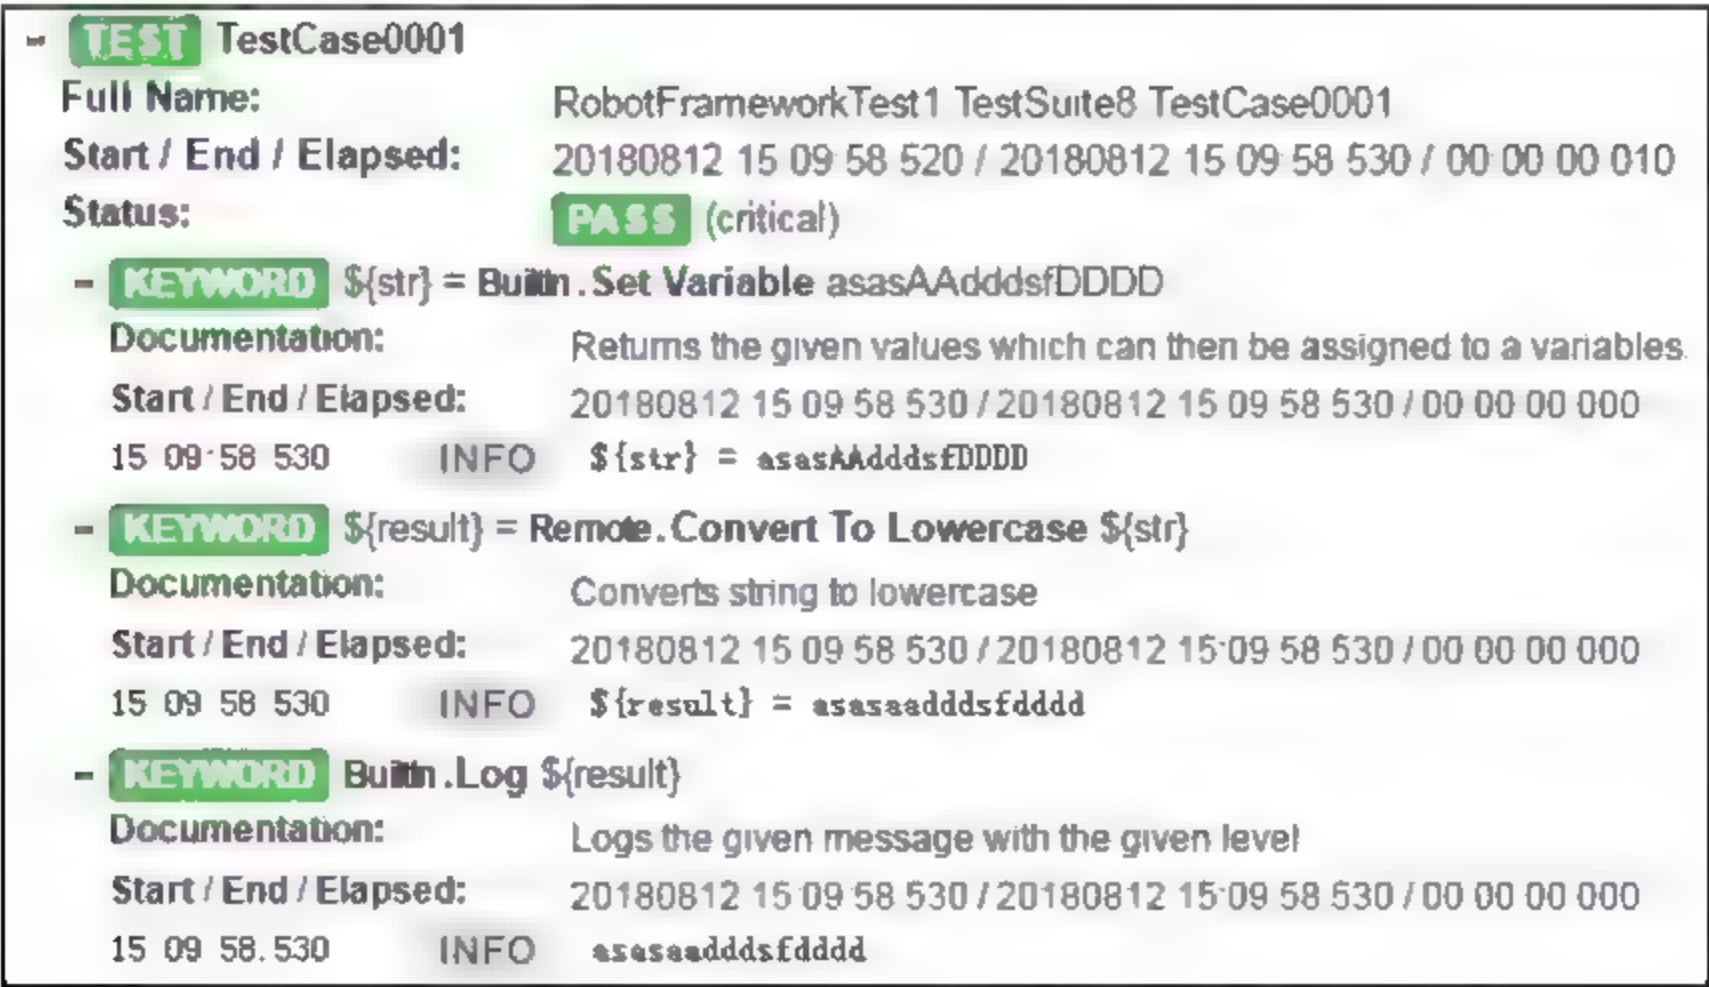 - TEST TestCase0001
Full Name: RobotFrameworkTest1 TestSuite8 TestCase0001
Start / End / Elapsed: 20180812 15 09 58 520 / 20180812 15 09 58 530 / 00 00 00 010
Status: PASS (critical)
- KEYWORD ${str} = BuiltIn.Set Variable asasAAdddsfDDDD
Documentation: Returns the given values which can then be assigned to a variables.
Start / End / Elapsed: 20180812 15 09 58 530 / 20180812 15 09 58 530 / 00 00 00 000
15 09:58 530 INFO ${str} = asasAAdddsfDDDD
- KEYWORD ${result} = Remote.Convert To Lowercase ${str}
Documentation: Converts string to lowercase
Start / End / Elapsed: 20180812 15 09 58 530 / 20180812 15:09 58 530 / 00 00 00 000
15 09 58 530 INFO ${result} = asasaadddsfdddd
- KEYWORD BuiltIn.Log ${result}
Documentation: Logs the given message with the given level
Start / End / Elapsed: 20180812 15 09 58 530 / 20180812 15:09 58 530 / 00 00 00 000
15 09 58.530 INFO asasaadddsfdddd